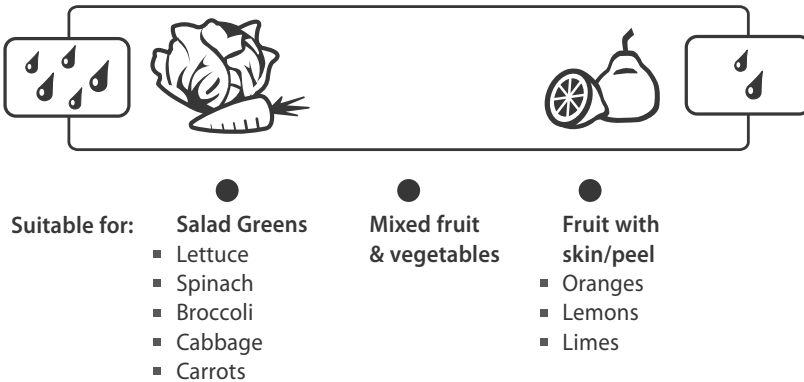 Suitable for:
Salad Greens
▪ Lettuce
▪ Spinach
▪ Broccoli
▪ Cabbage
▪ Carrots
Mixed fruit
& vegetables
Fruit with
skin/peel
▪ Oranges
▪ Lemons
▪ Limes